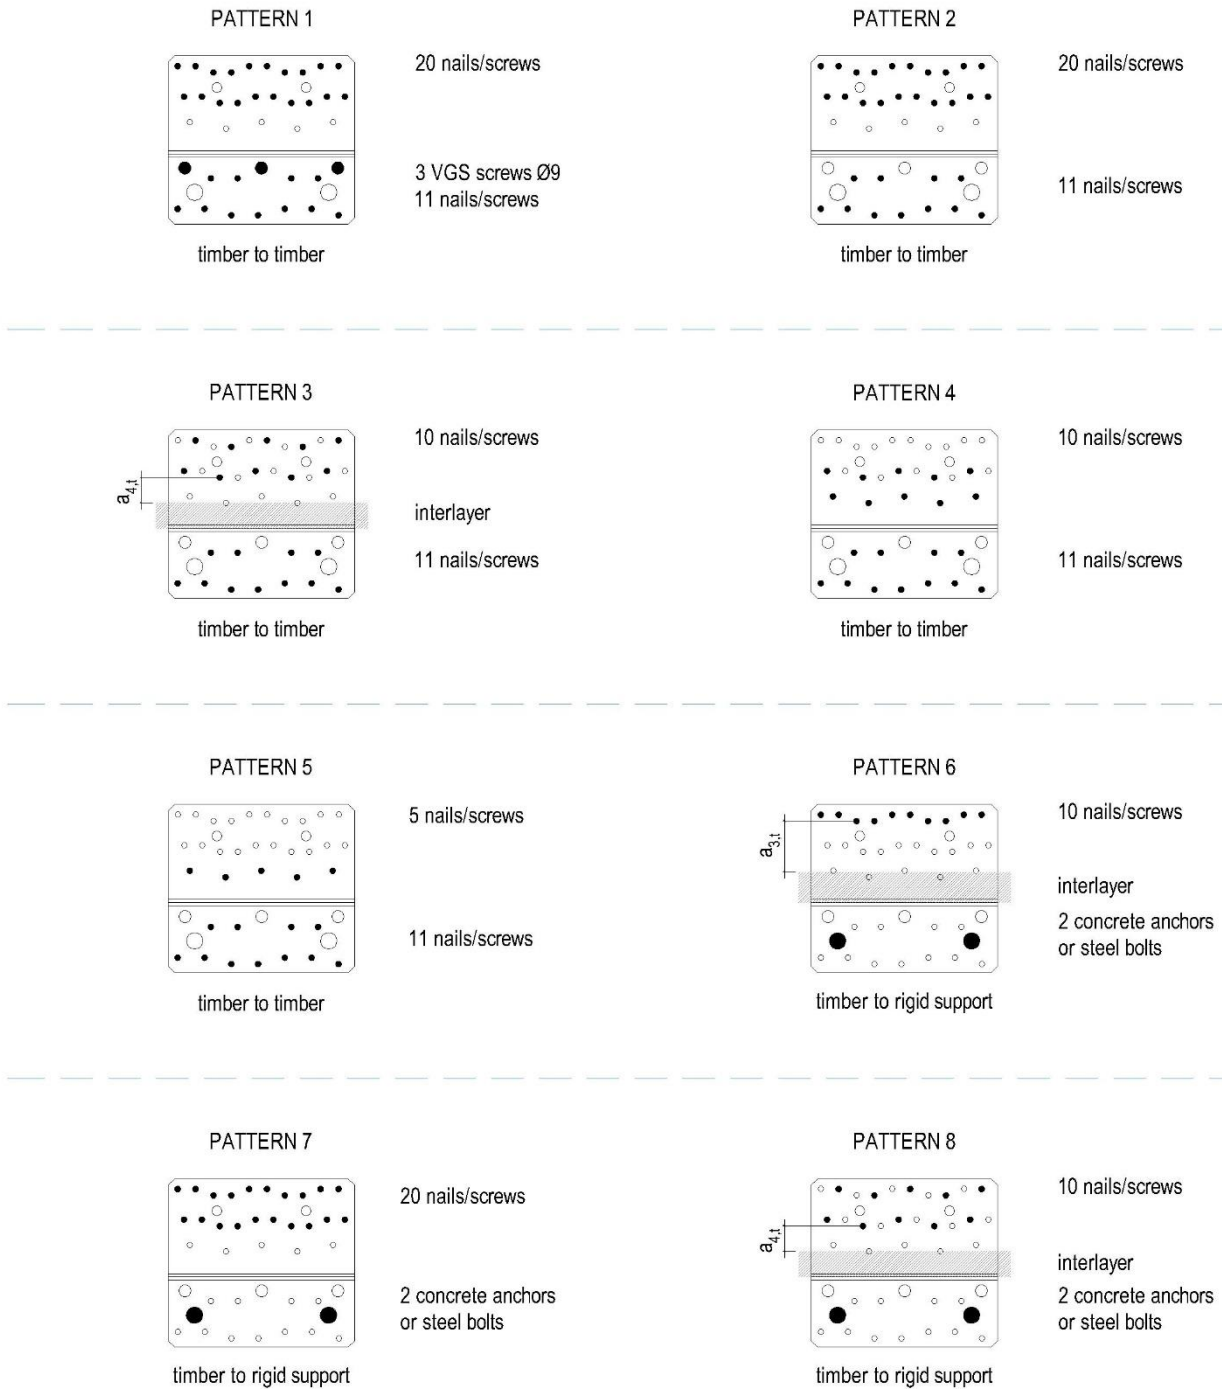 PATTERN 1
20 nails/screws
3 VGS screws Ø9
11 nails/screws
timber to timber
PATTERN 2
20 nails/screws
11 nails/screws
timber to timber
PATTERN 3
10 nails/screws
a4,t
interlayer
11 nails/screws
timber to timber
PATTERN 4
10 nails/screws
11 nails/screws
timber to timber
PATTERN 5
5 nails/screws
11 nails/screws
timber to timber
PATTERN 6
10 nails/screws
a3,t
interlayer
2 concrete anchors
or steel bolts
timber to rigid support
PATTERN 7
20 nails/screws
2 concrete anchors
or steel bolts
timber to rigid support
PATTERN 8
10 nails/screws
a4,t
interlayer
2 concrete anchors
or steel bolts
timber to rigid support